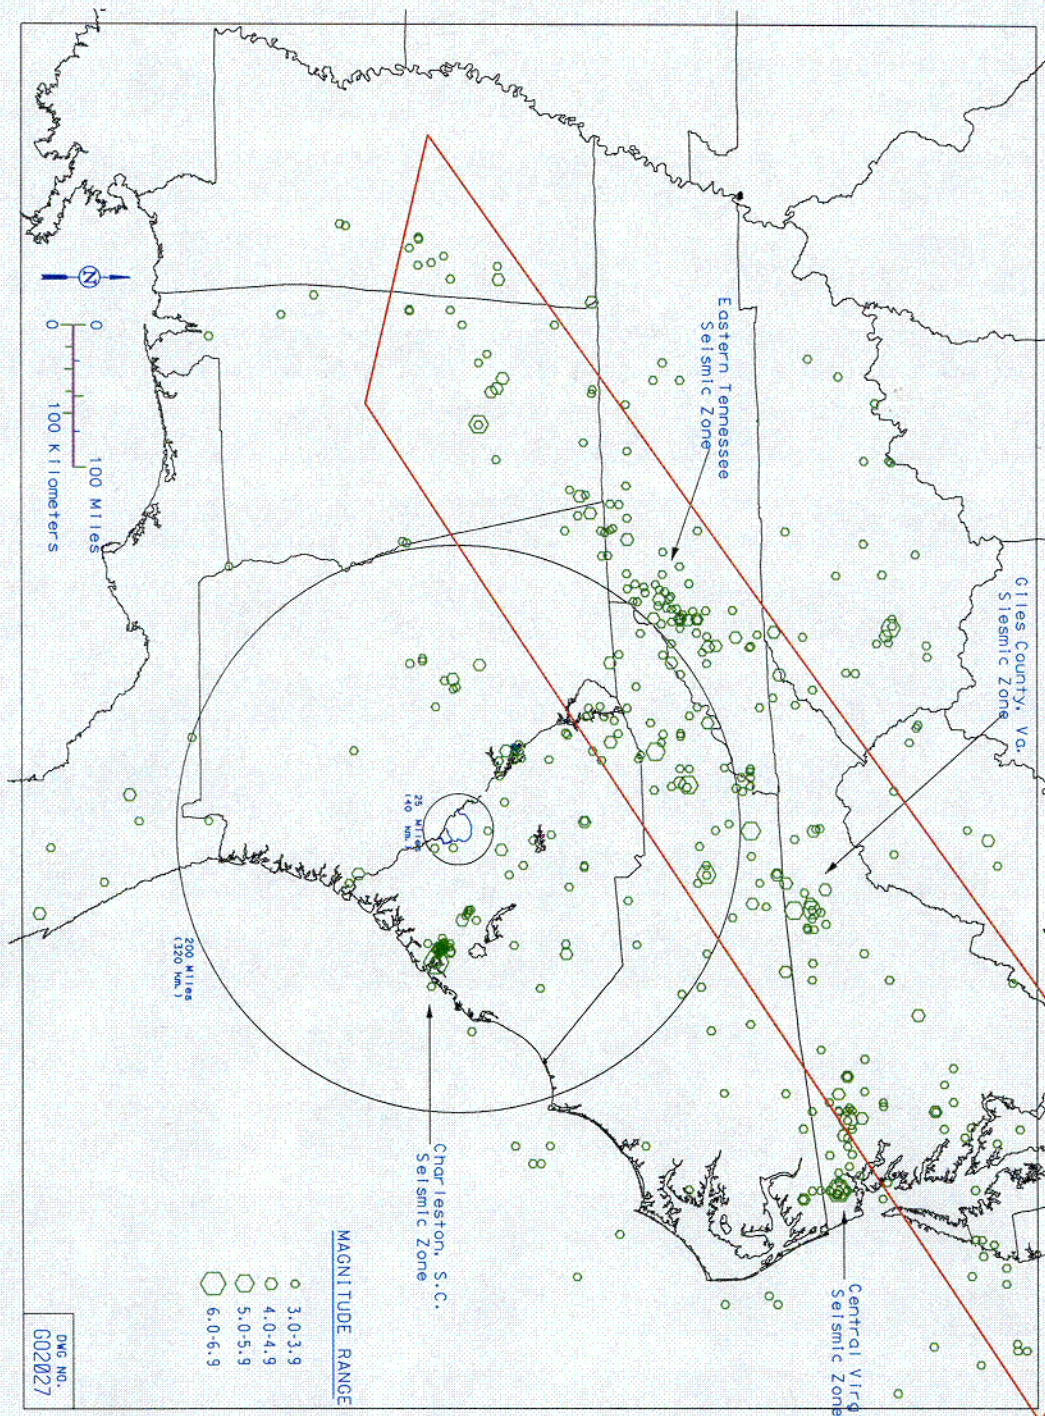 Giles County, Va.
Siesmic Zone
Eastern Tennessee
Seismic Zone
Central Virg
Seismic Zone
Charleston, S.C.
Seismic Zone
25 Miles
(40 km.)
200 Miles
(320 km.)
N
0 100 Miles
0 100 Kilometers
MAGNITUDE RANGE
3.0-3.9
4.0-4.9
5.0-5.9
6.0-6.9
DWG NO.
G02027